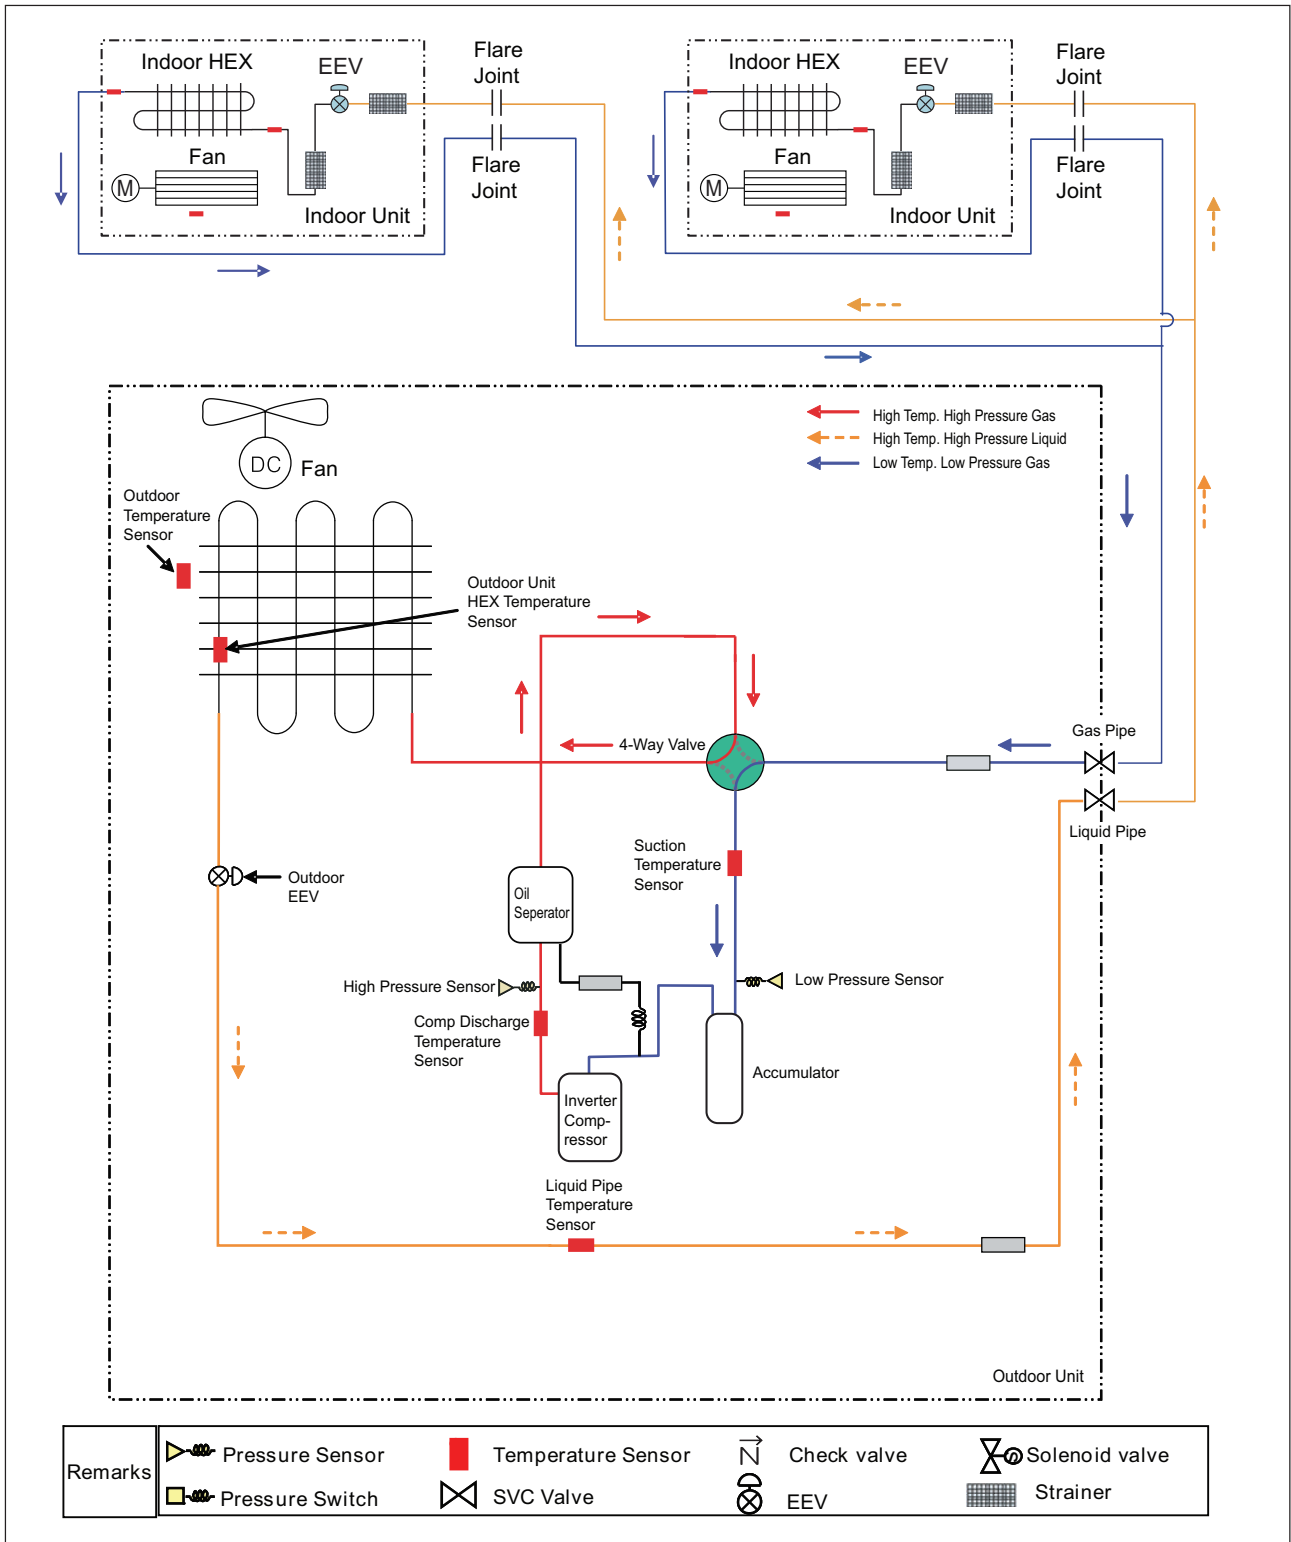 Indoor HEX
EEV
Flare
Joint
Fan
M
Flare
Joint
Indoor Unit
Indoor HEX
EEV
Flare
Joint
Fan
M
Flare
Joint
Indoor Unit
High Temp. High Pressure Gas
High Temp. High Pressure Liquid
Low Temp. Low Pressure Gas
DC
Fan
Outdoor
Temperature
Sensor
Outdoor Unit
HEX Temperature
Sensor
4-Way Valve
Gas Pipe
Liquid Pipe
Suction
Temperature
Sensor
Outdoor
EEV
Oil
Seperator
High Pressure Sensor
Low Pressure Sensor
Comp Discharge
Temperature
Sensor
Accumulator
Inverter
Comp-
ressor
Liquid Pipe
Temperature
Sensor
Outdoor Unit
Remarks
Pressure Sensor
Temperature Sensor
Check valve
S
Solenoid valve
Pressure Switch
SVC Valve
EEV
Strainer